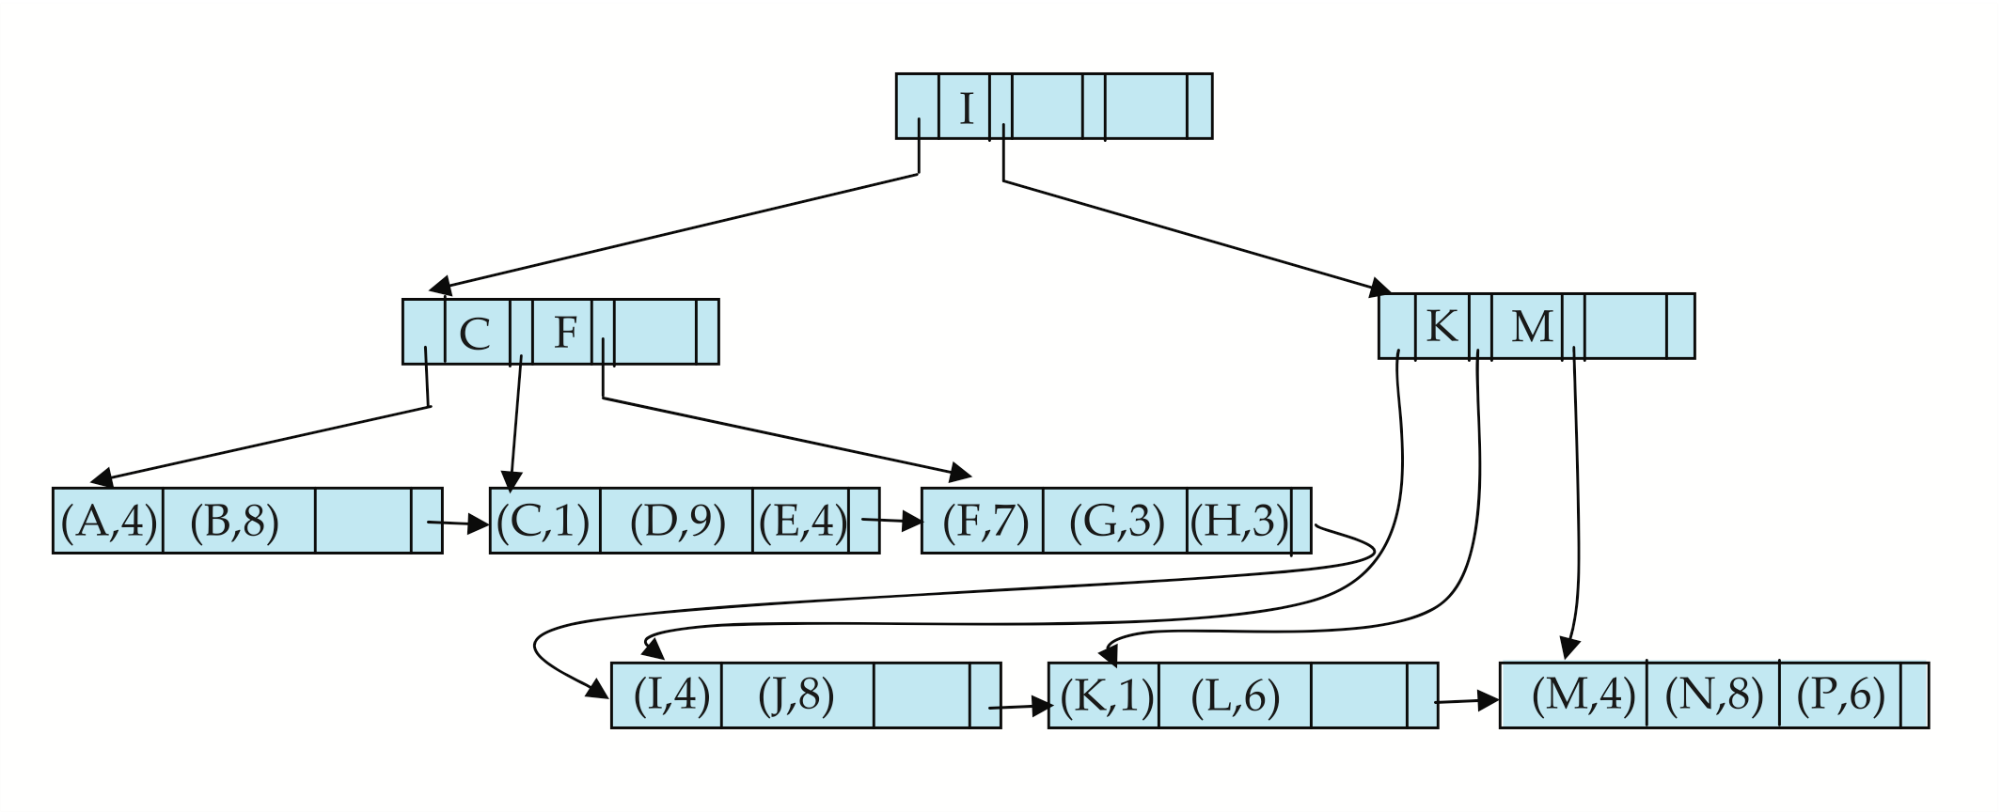 I
C F
K M
(A,4) (B,8) (C,1) (D,9) (E,4) (F,7) (G,3) (H,3)
(I,4) (J,8) (K,1) (L,6) (M,4) (N,8) (P,6)